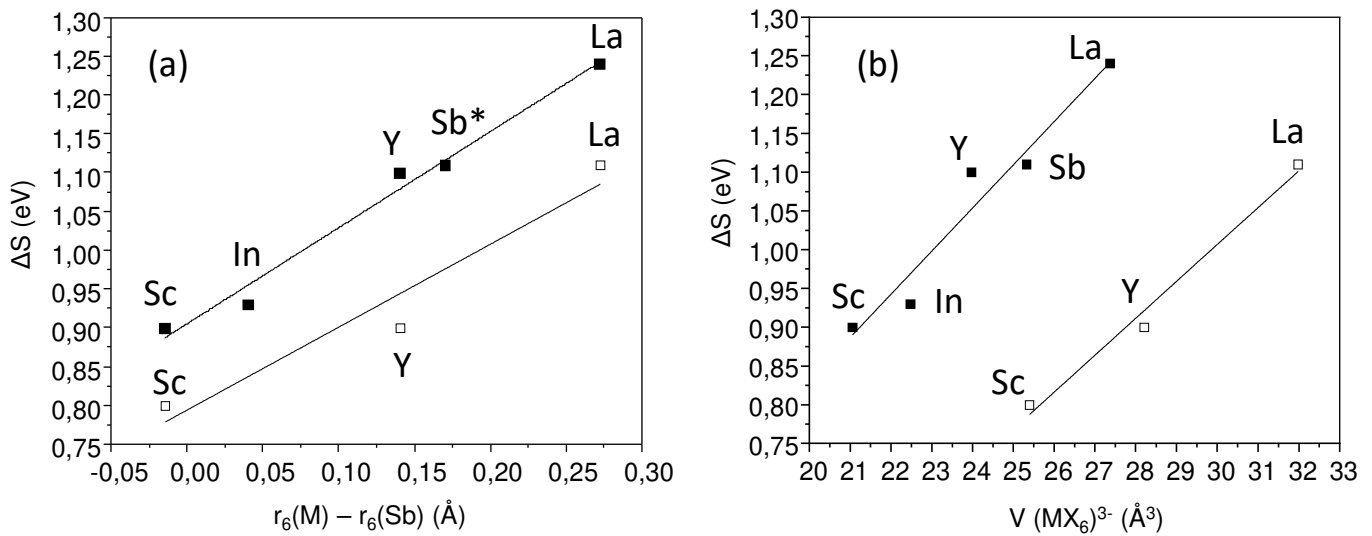 (a)
1,30
1,25
1,20
1,15
1,10
1,05
1,00
0,95
0,90
0,85
0,80
0,75
ΔS (eV)
La
Sb*
Y
In
Sc
La
Y
Sc
-0,05 0,00 0,05 0,10 0,15 0,20 0,25 0,30
r₆(M) – r₆(Sb) (Å)
(b)
1,30
1,25
1,20
1,15
1,10
1,05
1,00
0,95
0,90
0,85
0,80
0,75
ΔS (eV)
La
Y
Sb
La
Sc
In
Y
Sc
20 21 22 23 24 25 26 27 28 29 30 31 32 33
V (MX₆)³⁻ (Å³)